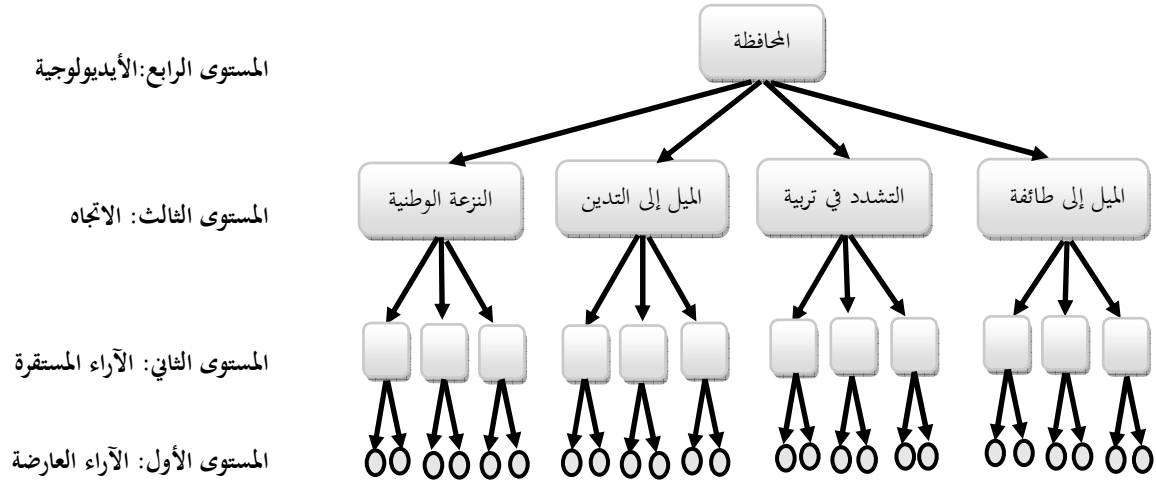 المحافظة
المستوى الرابع:الأيديولوجية
الميل إلى طائفة
التشدد في تربية
الميل إلى التدين
النزعة الوطنية
المستوى الثالث: الاتجاه
المستوى الثاني: الآراء المستقرة
المستوى الأول: الآراء العارضة